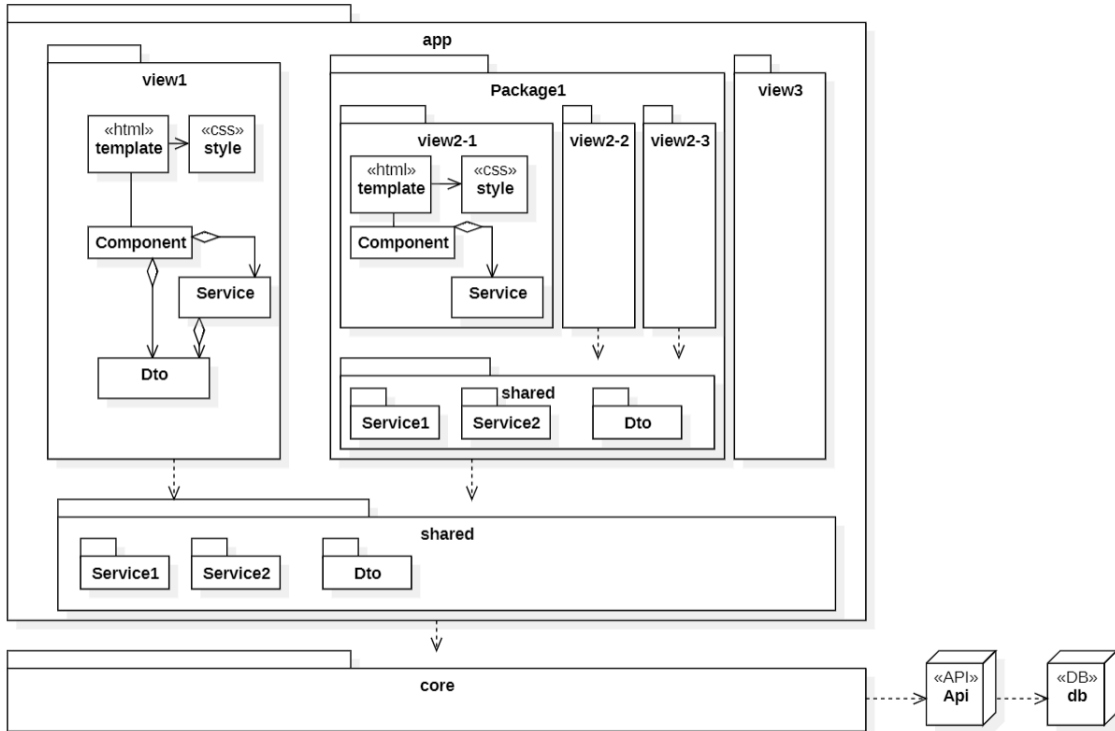 app
view1
«html»
template
«css»
style
Component
Service
Dto
Package1
view2-1
«html»
template
«css»
style
Component
Service
view2-2
view2-3
shared
Service1
Service2
Dto
view3
shared
Service1
Service2
Dto
core
«API»
Api
«DB»
db